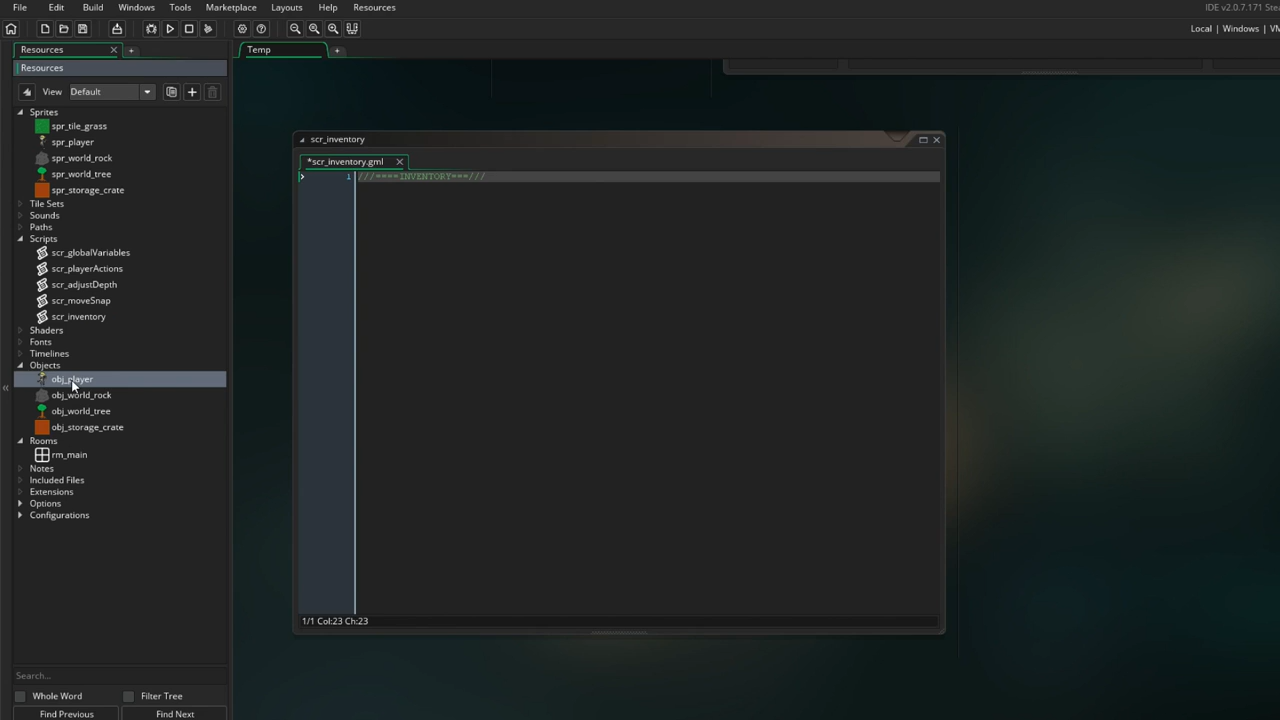 File Edit Build Windows Tools Marketplace Layouts Help Resources
IDE v2.0.7.171
Local | Windows |
Resources
Temp
Resources
View Default
Sprites
spr_tile_grass
spr_player
spr_world_rock
spr_world_tree
spr_storage_crate
Tile Sets
Sounds
Paths
Scripts
scr_globalVariables
scr_playerActions
scr_adjustDepth
scr_moveSnap
scr_inventory
Shaders
Fonts
Timelines
Objects
obj_player
obj_world_rock
obj_world_tree
obj_storage_crate
Rooms
rm_main
Notes
Included Files
Extensions
Options
Configurations
Search...
Whole Word Filter Tree
Find Previous Find Next
scr_inventory
*scr_inventory.gml
1 ///====INVENTORY===///
1/1 Col:23 Ch:23